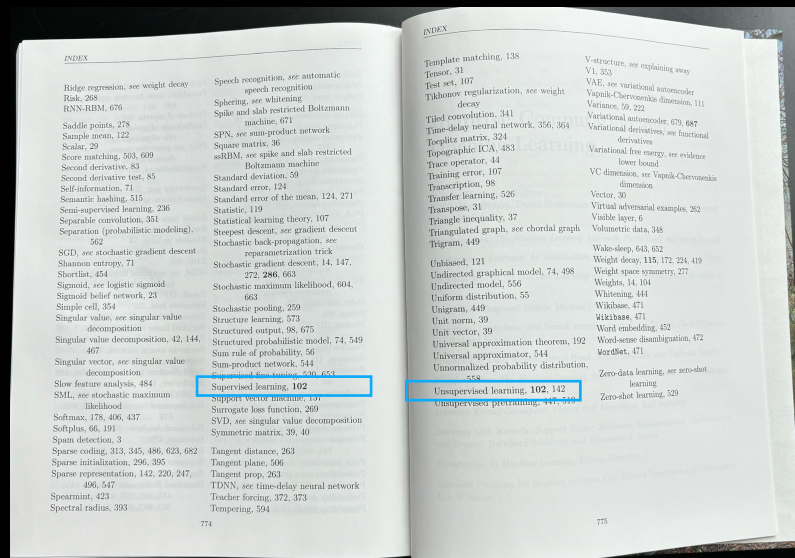 INDEX
Ridge regression, see weight decay
Risk, 268
RNN-RBM, 676
Saddle points, 278
Sample mean, 122
Scalar, 29
Score matching, 503, 609
Second derivative, 83
Second derivative test, 85
Self-information, 71
Semantic hashing, 515
Semi-supervised learning, 236
Separable convolution, 351
Separation (probabilistic modeling),
562
SGD, see stochastic gradient descent
Shannon entropy, 71
Shortlist, 454
Sigmoid, see logistic sigmoid
Sigmoid belief network, 23
Simple cell, 354
Singular value, see singular value
decomposition
Singular value decomposition, 42, 144,
467
Singular vector, see singular value
decomposition
Slow feature analysis, 484
SML, see stochastic maximum
likelihood
Softmax, 178, 406, 437
Softplus, 66, 191
Spam detection, 3
Sparse coding, 313, 345, 486, 623, 682
Sparse initialization, 296, 395
Sparse representation, 142, 220, 247,
496, 547
Spearmint, 423
Spectral radius, 393
Speech recognition, see automatic
speech recognition
Sphering, see whitening
Spike and slab restricted Boltzmann
machine, 671
SPN, see sum-product network
Square matrix, 36
ssRBM, see spike and slab restricted
Boltzmann machine
Standard deviation, 59
Standard error, 124
Standard error of the mean, 124, 271
Statistic, 119
Statistical learning theory, 107
Steepest descent, see gradient descent
Stochastic back-propagation, see
reparametrization trick
Stochastic gradient descent, 14, 147,
272, 286, 663
Stochastic maximum likelihood, 604,
663
Stochastic pooling, 259
Structure learning, 573
Structured output, 98, 675
Structured probabilistic model, 74, 549
Sum rule of probability, 56
Sum-product network, 544
Supervised fine-tuning, 520, 653
Supervised learning, 102
Support vector machine, 137
Surrogate loss function, 269
SVD, see singular value decomposition
Symmetric matrix, 39, 40
Tangent distance, 263
Tangent plane, 506
Tangent prop, 263
TDNN, see time-delay neural network
Teacher forcing, 372, 373
Tempering, 594
774
INDEX
Template matching, 138
Tensor, 31
Test set, 107
Tikhonov regularization, see weight
decay
Tiled convolution, 341
Time-delay neural network, 356, 364
Toeplitz matrix, 324
Topographic ICA, 483
Trace operator, 44
Training error, 107
Transcription, 98
Transfer learning, 526
Transpose, 31
Triangle inequality, 37
Triangulated graph, see chordal graph
Trigram, 449
Unbiased, 121
Undirected graphical model, 74, 498
Undirected model, 556
Uniform distribution, 55
Unigram, 449
Unit norm, 39
Unit vector, 39
Universal approximation theorem, 192
Universal approximator, 544
Unnormalized probability distribution,
558
Unsupervised learning, 102, 142
Unsupervised pretraining, 447, 519
V-structure, see explaining away
V1, 353
VAE, see variational autoencoder
Vapnik-Chervonenkis dimension, 111
Variance, 59, 222
Variational autoencoder, 679, 687
Variational derivatives, see functional
derivatives
Variational free energy, see evidence
lower bound
VC dimension, see Vapnik-Chervonenkis
dimension
Vector, 30
Virtual adversarial examples, 262
Visible layer, 6
Volumetric data, 348
Wake-sleep, 643, 652
Weight decay, 115, 172, 224, 419
Weight space symmetry, 277
Weights, 14, 104
Whitening, 444
Wikibase, 471
Wikibase, 471
Word embedding, 452
Word-sense disambiguation, 472
WordNet, 471
Zero-data learning, see zero-shot
learning
Zero-shot learning, 529
775